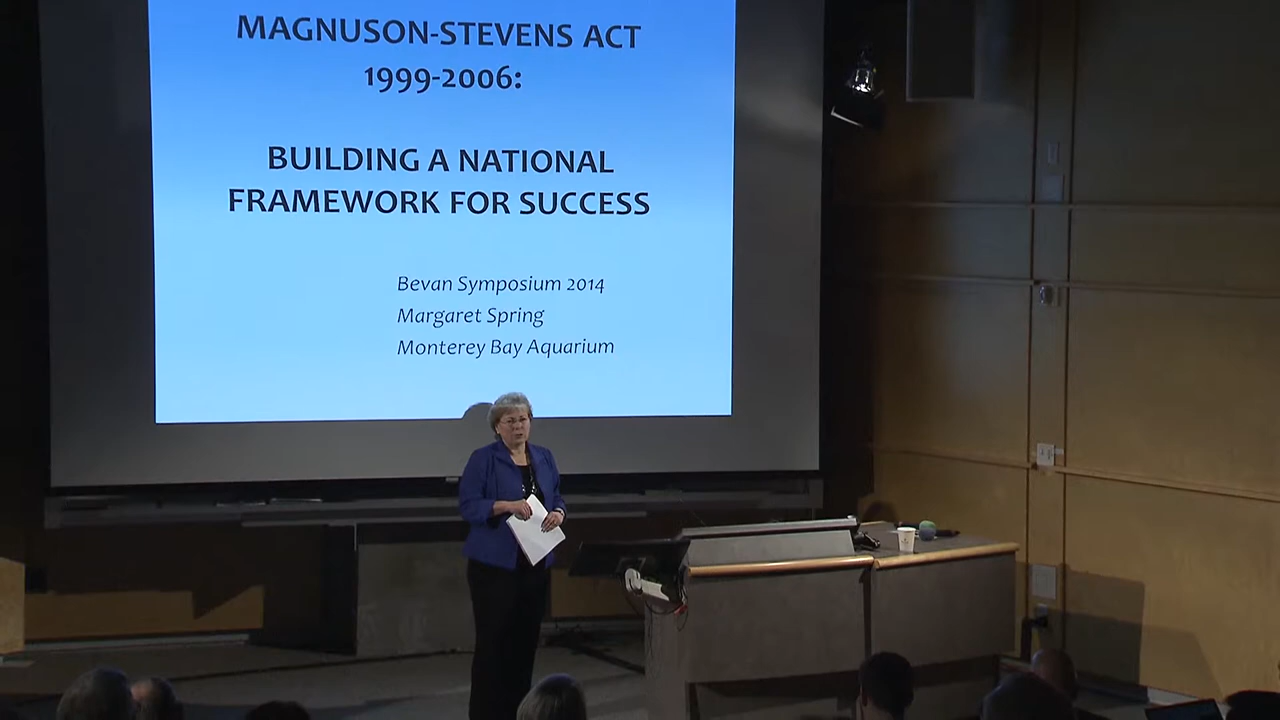 MAGNUSON-STEVENS ACT
1999-2006:
BUILDING A NATIONAL
FRAMEWORK FOR SUCCESS
Bevan Symposium 2014
Margaret Spring
Monterey Bay Aquarium